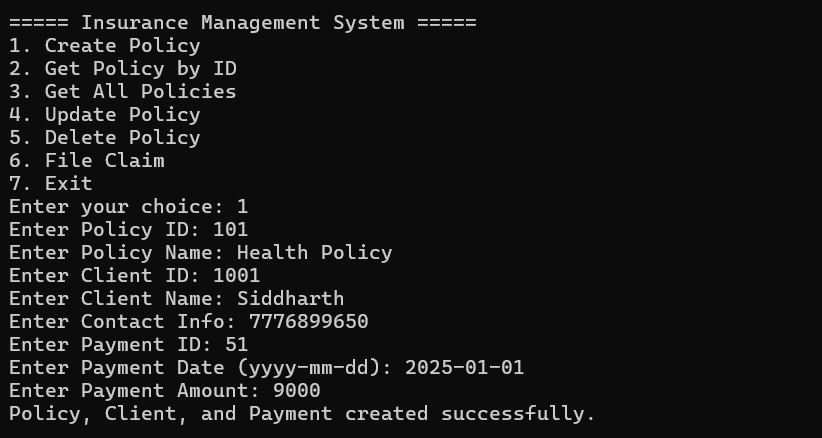 ===== Insurance Management System =====
1. Create Policy
2. Get Policy by ID
3. Get All Policies
4. Update Policy
5. Delete Policy
6. File Claim
7. Exit
Enter your choice: 1
Enter Policy ID: 101
Enter Policy Name: Health Policy
Enter Client ID: 1001
Enter Client Name: Siddharth
Enter Contact Info: 7776899650
Enter Payment ID: 51
Enter Payment Date (yyyy-mm-dd): 2025-01-01
Enter Payment Amount: 9000
Policy, Client, and Payment created successfully.